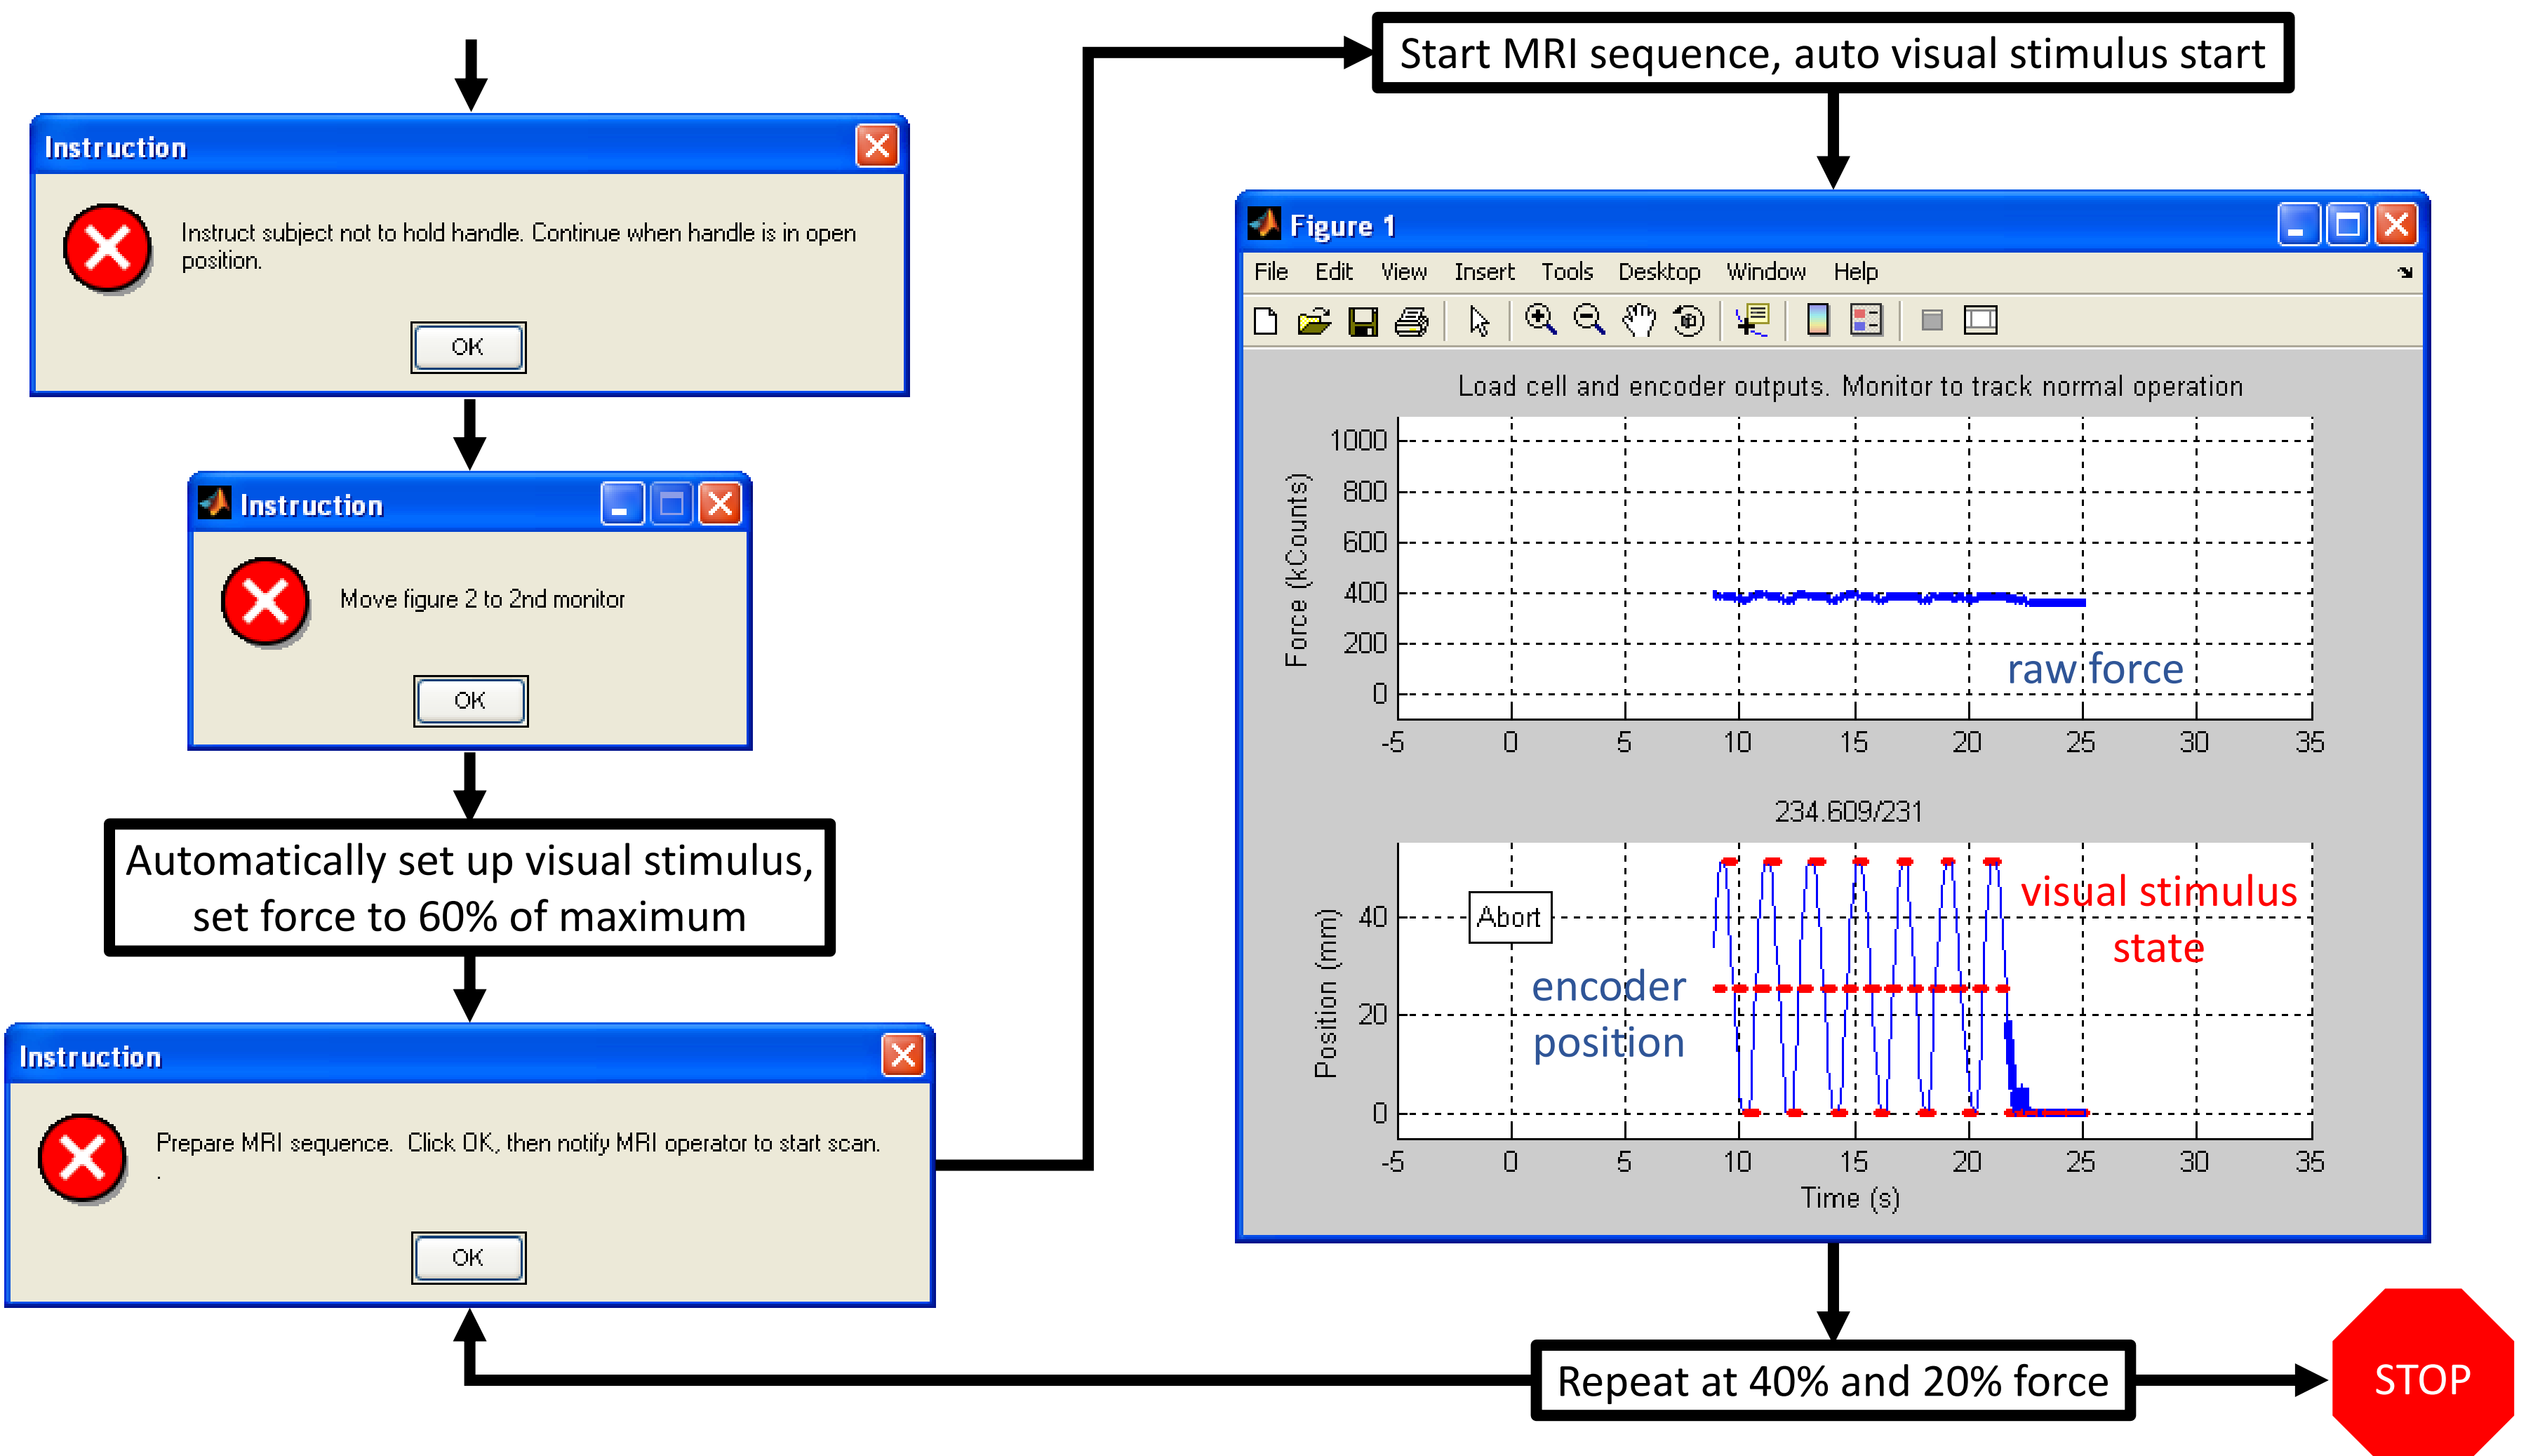 Instruction
Instruct subject not to hold handle. Continue when handle is in open
position.
OK
Instruction
Move figure 2 to 2nd monitor
OK
Automatically set up visual stimulus,
set force to 60% of maximum
Instruction
Prepare MRI sequence.  Click OK, then notify MRI operator to start scan.
.
OK
Start MRI sequence, auto visual stimulus start
Figure 1
File Edit View Insert Tools Desktop Window Help
Load cell and encoder outputs. Monitor to track normal operation
Force (kCounts)
1000
800
600
400
200
0
raw force
-5 0 5 10 15 20 25 30 35
234.609/231
Position (mm)
40
20
0
Abort
visual stimulus
state
encoder
position
-5 0 5 10 15 20 25 30 35
Time (s)
Repeat at 40% and 20% force
STOP